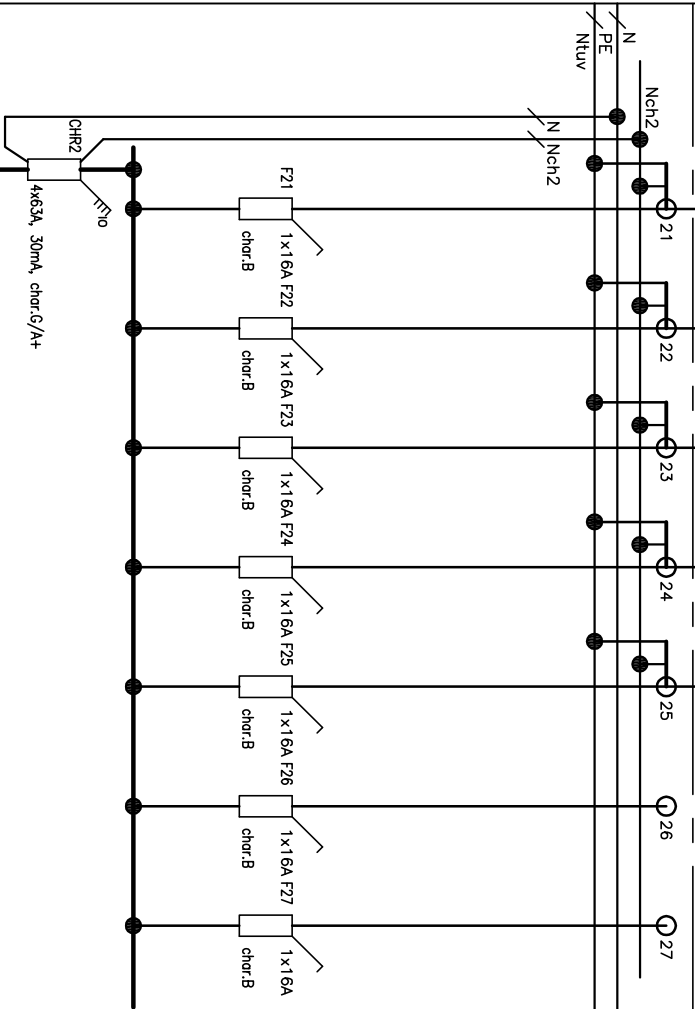 N
PE
Ntuv
Nch2
N
Nch2
21
22
23
24
25
26
27
F21 1x16A
char.B
F22 1x16A
char.B
F23 1x16A
char.B
F24 1x16A
char.B
F25 1x16A
char.B
F26 1x16A
char.B
F27 1x16A
char.B
CHR2
4x63A, 30mA, char.G/A+